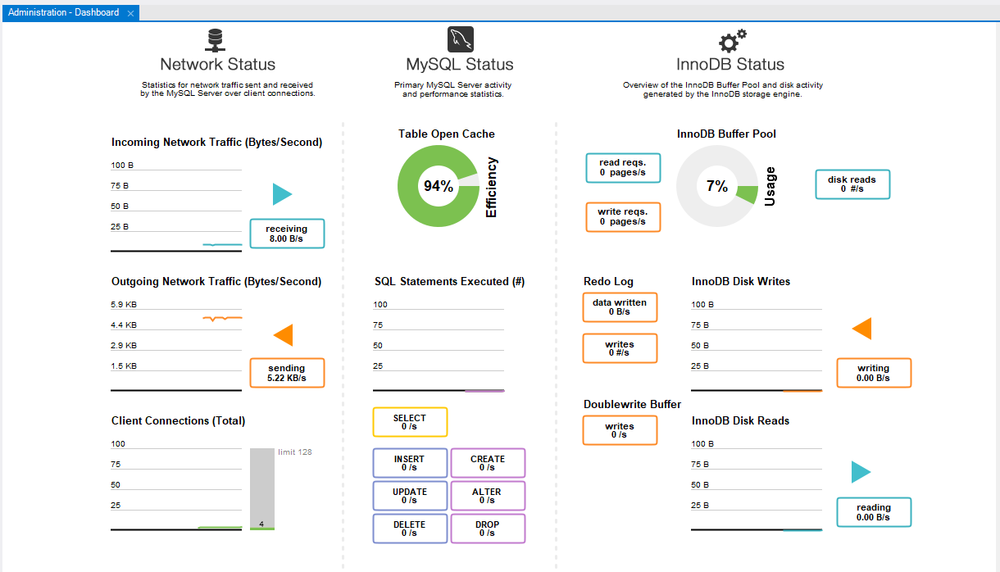 Administration - Dashboard
Network Status
Statistics for network traffic sent and received
by the MySQL Server over client connections.
Incoming Network Traffic (Bytes/Second)
100 B
75 B
50 B
25 B
receiving
8.00 B/s
Outgoing Network Traffic (Bytes/Second)
5.9 KB
4.4 KB
2.9 KB
1.5 KB
sending
5.22 KB/s
Client Connections (Total)
100
75
50
25
limit 128
4
MySQL Status
Primary MySQL Server activity
and performance statistics.
Table Open Cache
94%
Efficiency
SQL Statements Executed (#)
100
75
50
25
SELECT
0 /s
INSERT
0 /s
CREATE
0 /s
UPDATE
0 /s
ALTER
0 /s
DELETE
0 /s
DROP
0 /s
InnoDB Status
Overview of the InnoDB Buffer Pool and disk activity
generated by the InnoDB storage engine.
InnoDB Buffer Pool
read reqs.
0 pages/s
write reqs.
0 pages/s
7%
Usage
disk reads
0 #/s
Redo Log
data written
0 B/s
writes
0 #/s
Doublewrite Buffer
writes
0 /s
InnoDB Disk Writes
100 B
75 B
50 B
25 B
writing
0.00 B/s
InnoDB Disk Reads
100 B
75 B
50 B
25 B
reading
0.00 B/s